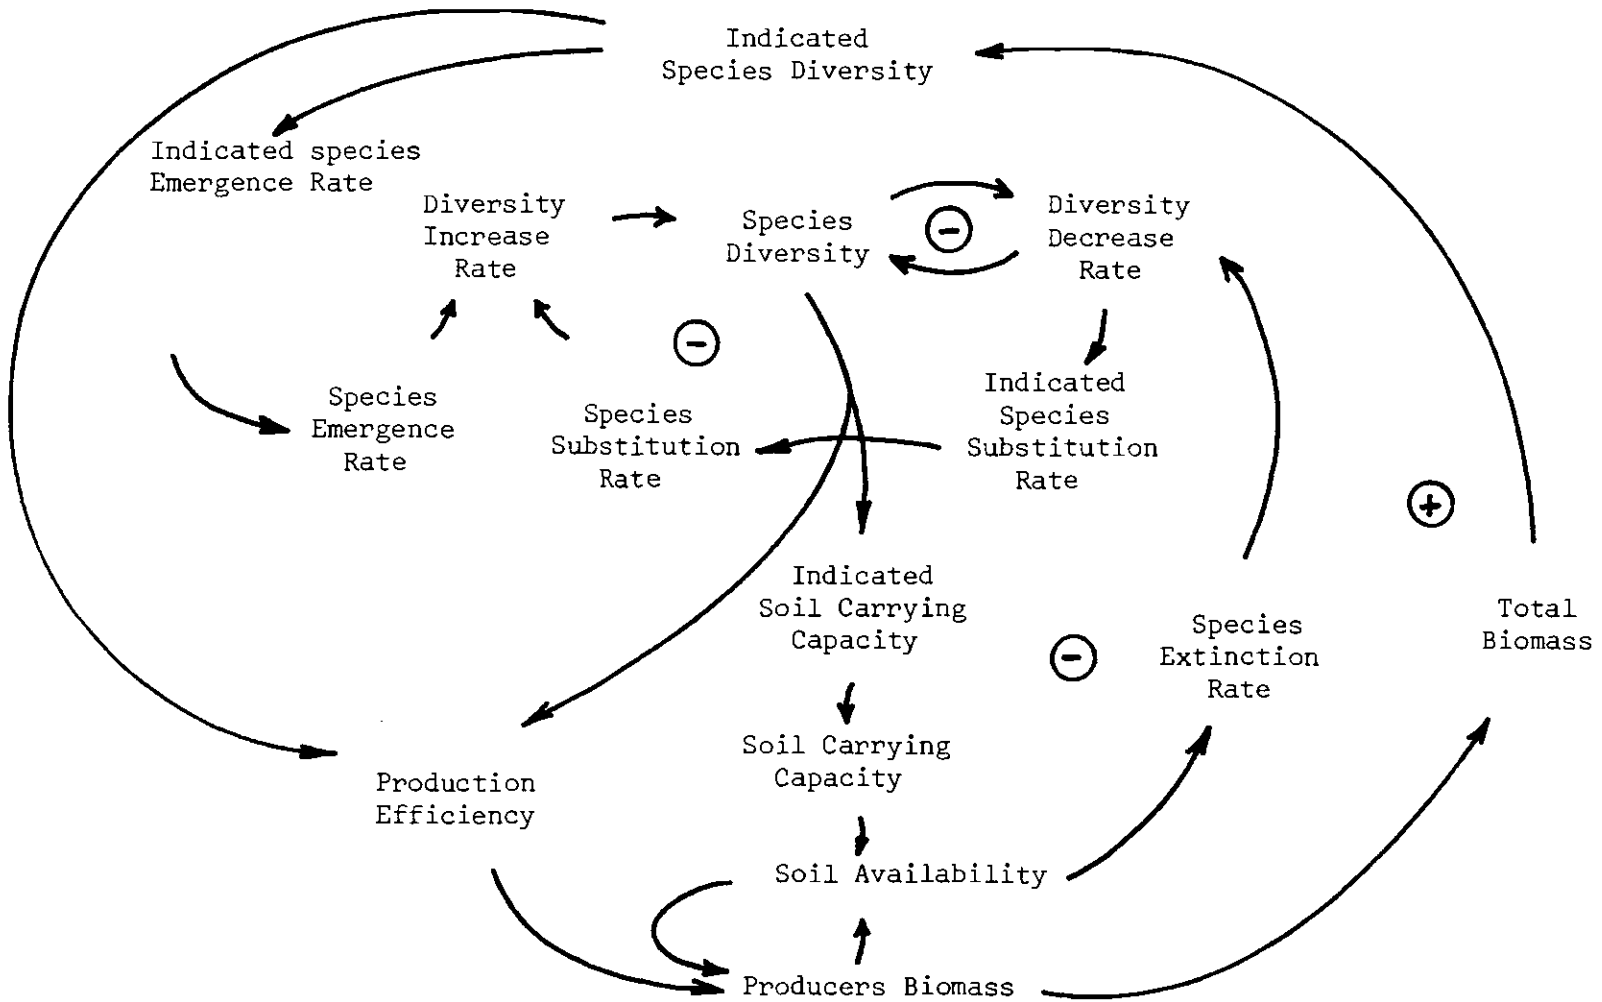 Indicated
Species Diversity
Indicated species
Emergence Rate
Diversity
Increase
Rate
Species
Diversity
−
Diversity
Decrease
Rate
−
Species
Emergence
Rate
Species
Substitution
Rate
Indicated
Species
Substitution
Rate
+
Indicated
Soil Carrying
Capacity
−
Species
Extinction
Rate
Total
Biomass
Soil Carrying
Capacity
Production
Efficiency
Soil Availability
Producers Biomass